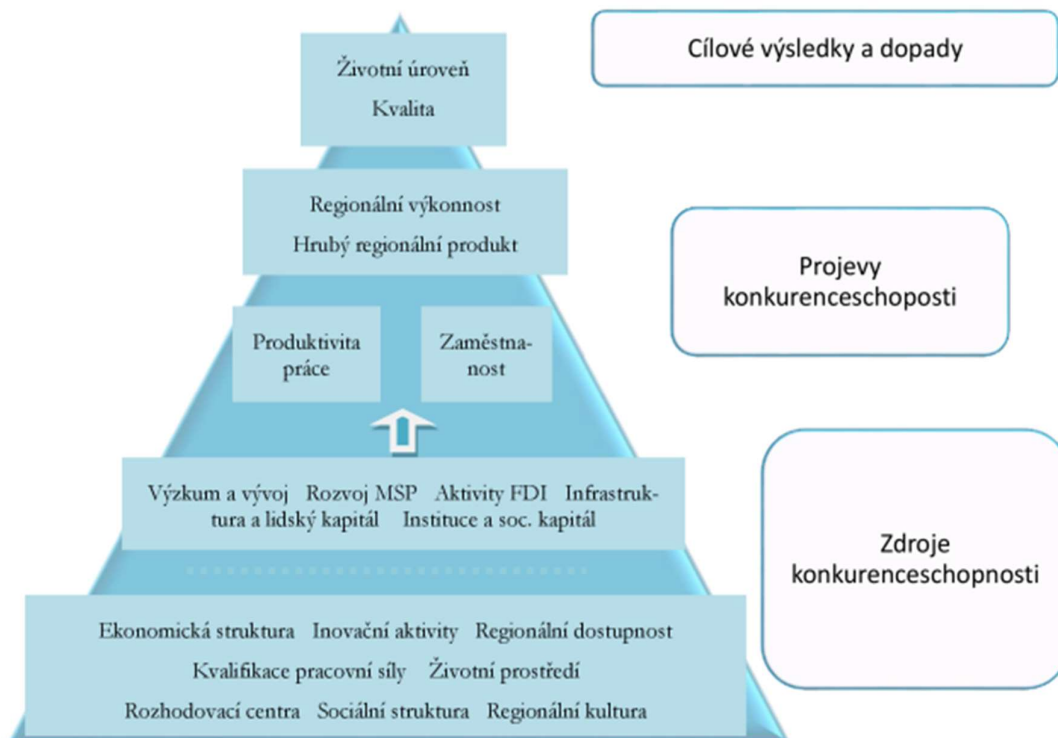 Životní úroveň
Kvalita
Cílové výsledky a dopady
Regionální výkonnost
Hrubý regionální produkt
Projevy
konkurenceschoposti
Produktivita
práce
Zaměstna-
nost
Výzkum a vývoj Rozvoj MSP Aktivity FDI Infrastruk-
tura a lidský kapitál Instituce a soc. kapitál
Zdroje
konkurenceschopnosti
Ekonomická struktura Inovační aktivity Regionální dostupnost
Kvalifikace pracovní síly Životní prostředí
Rozhodovací centra Sociální struktura Regionální kultura